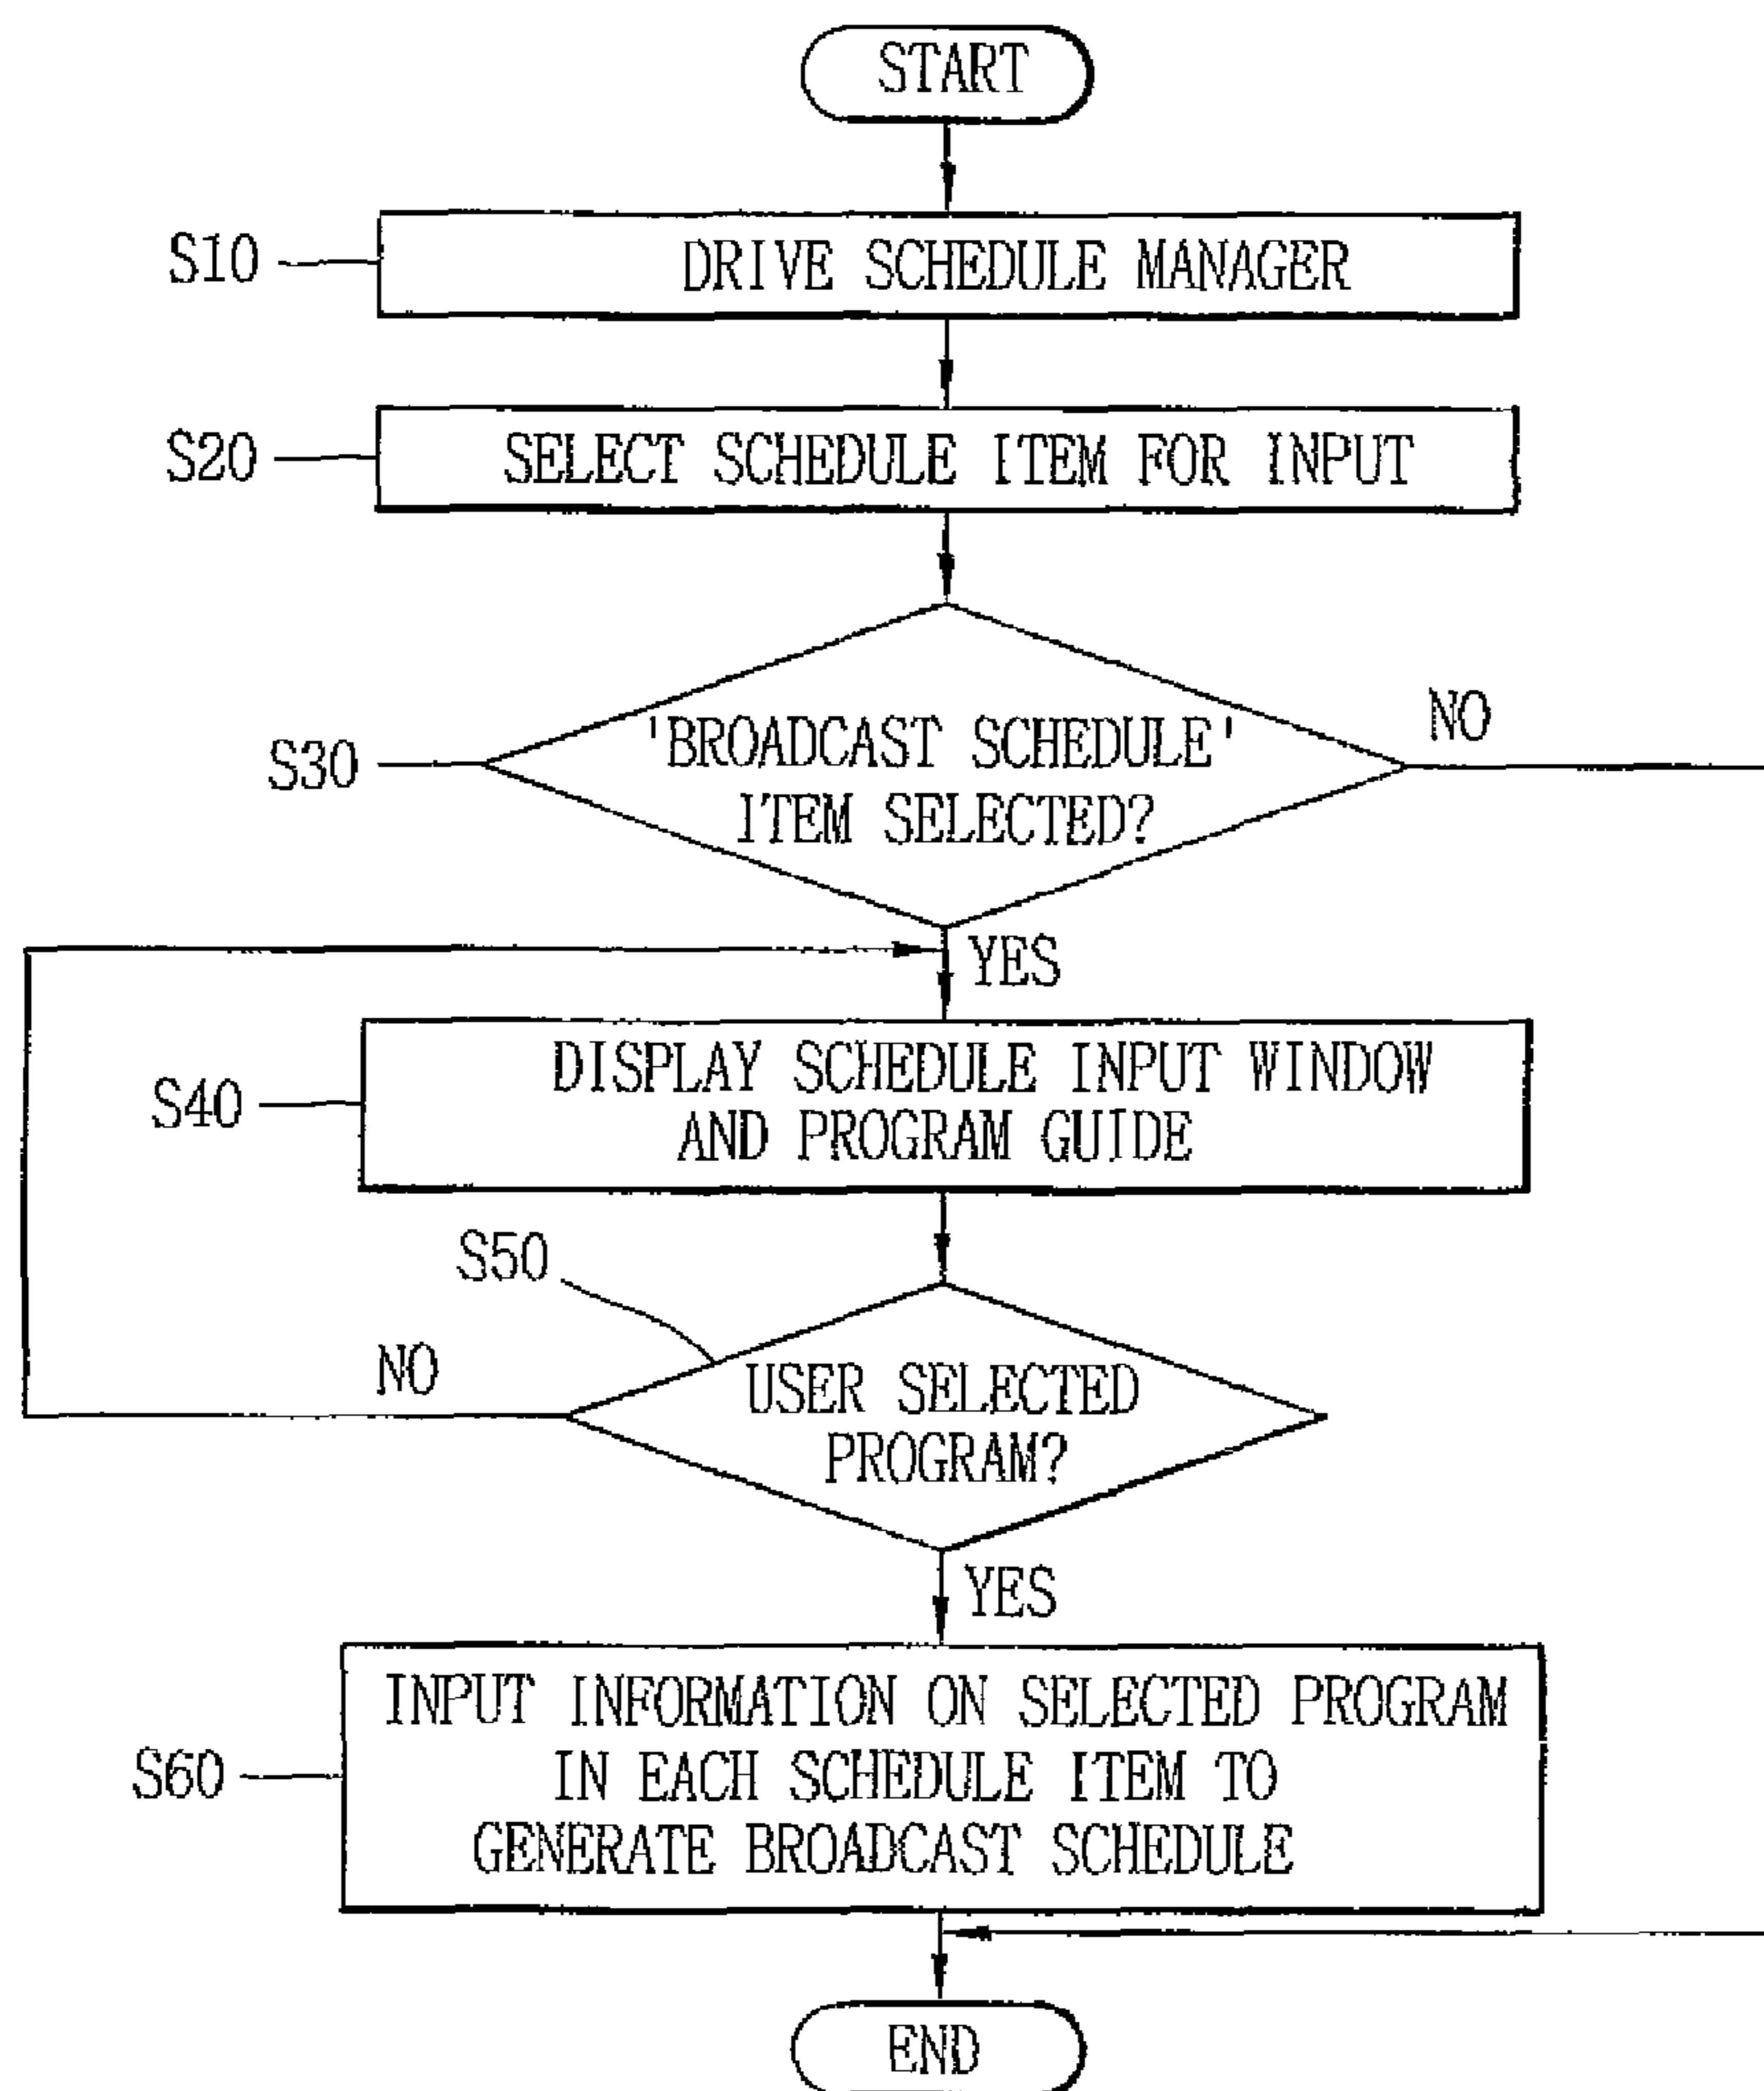 START
S10
DRIVE SCHEDULE MANAGER
S20
SELECT SCHEDULE ITEM FOR INPUT
S30
'BROADCAST SCHEDULE'
ITEM SELECTED?
NO
YES
S40
DISPLAY SCHEDULE INPUT WINDOW
AND PROGRAM GUIDE
S50
NO
USER SELECTED
PROGRAM?
YES
S60
INPUT INFORMATION ON SELECTED PROGRAM
IN EACH SCHEDULE ITEM TO
GENERATE BROADCAST SCHEDULE
END